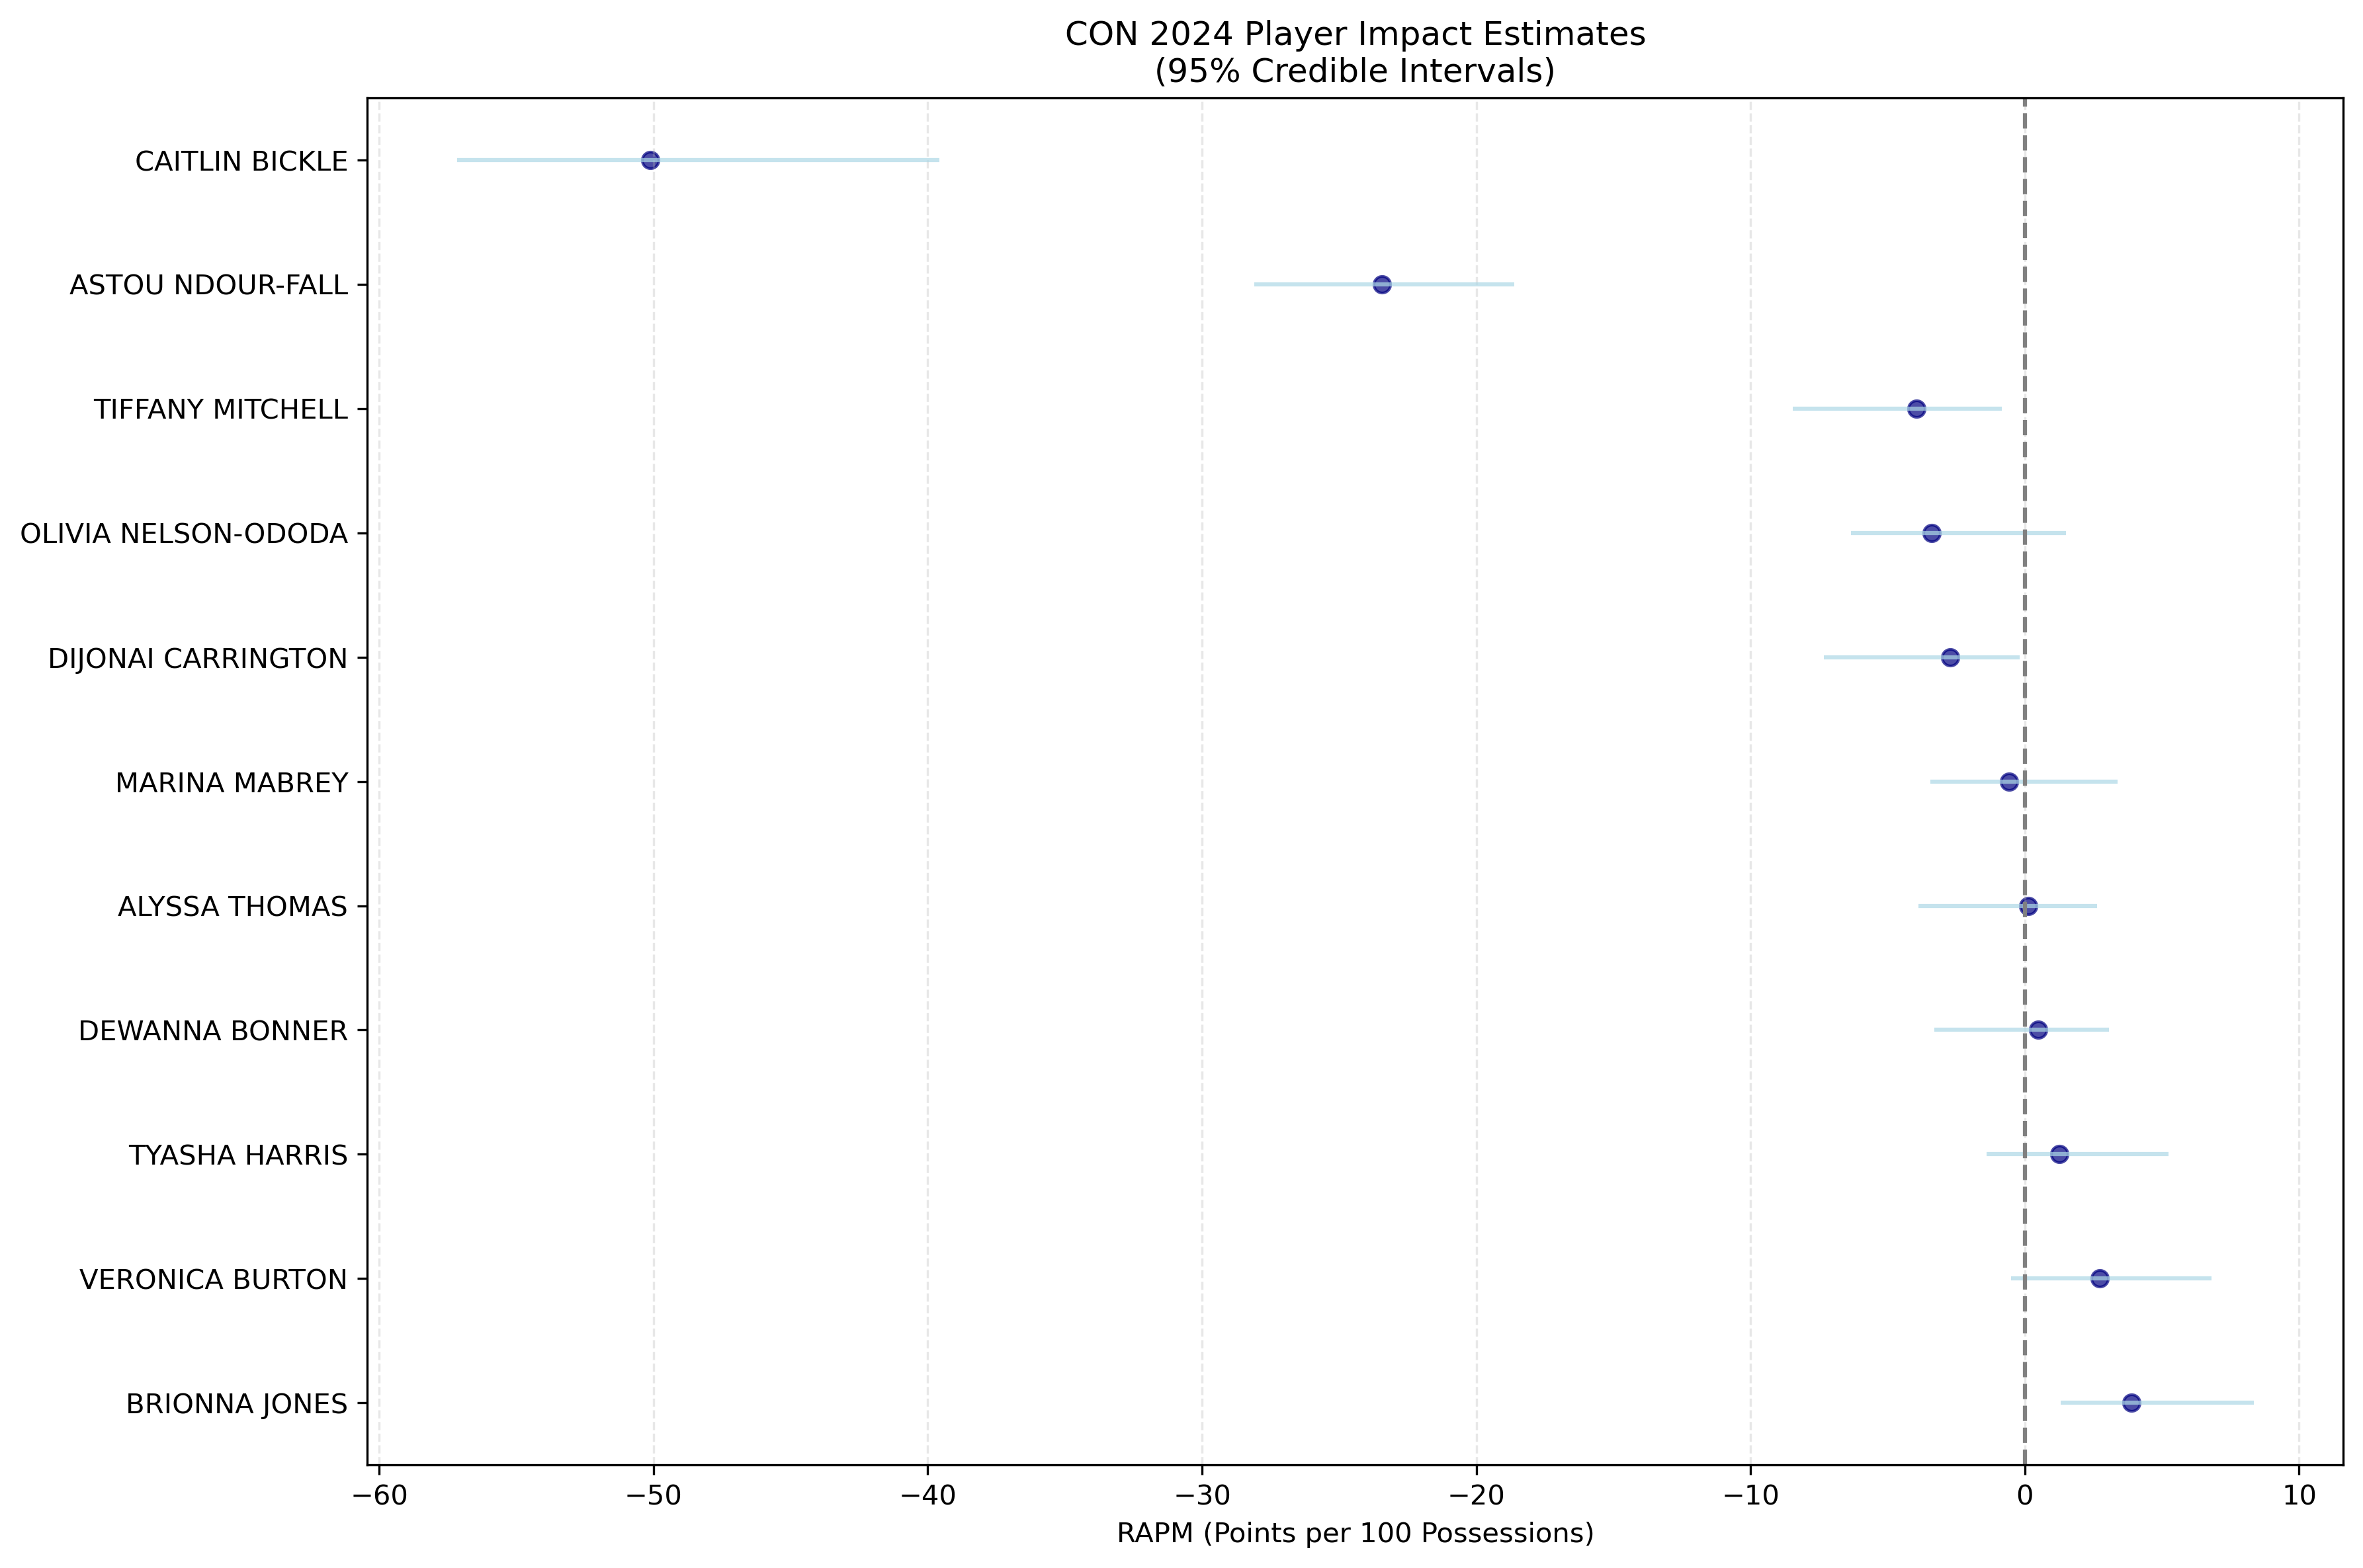 CON 2024 Player Impact Estimates
(95% Credible Intervals)
CAITLIN BICKLE
ASTOU NDOUR-FALL
TIFFANY MITCHELL
OLIVIA NELSON-ODODA
DIJONAI CARRINGTON
MARINA MABREY
ALYSSA THOMAS
DEWANNA BONNER
TYASHA HARRIS
VERONICA BURTON
BRIONNA JONES
−60 −50 −40 −30 −20 −10 0 10
RAPM (Points per 100 Possessions)